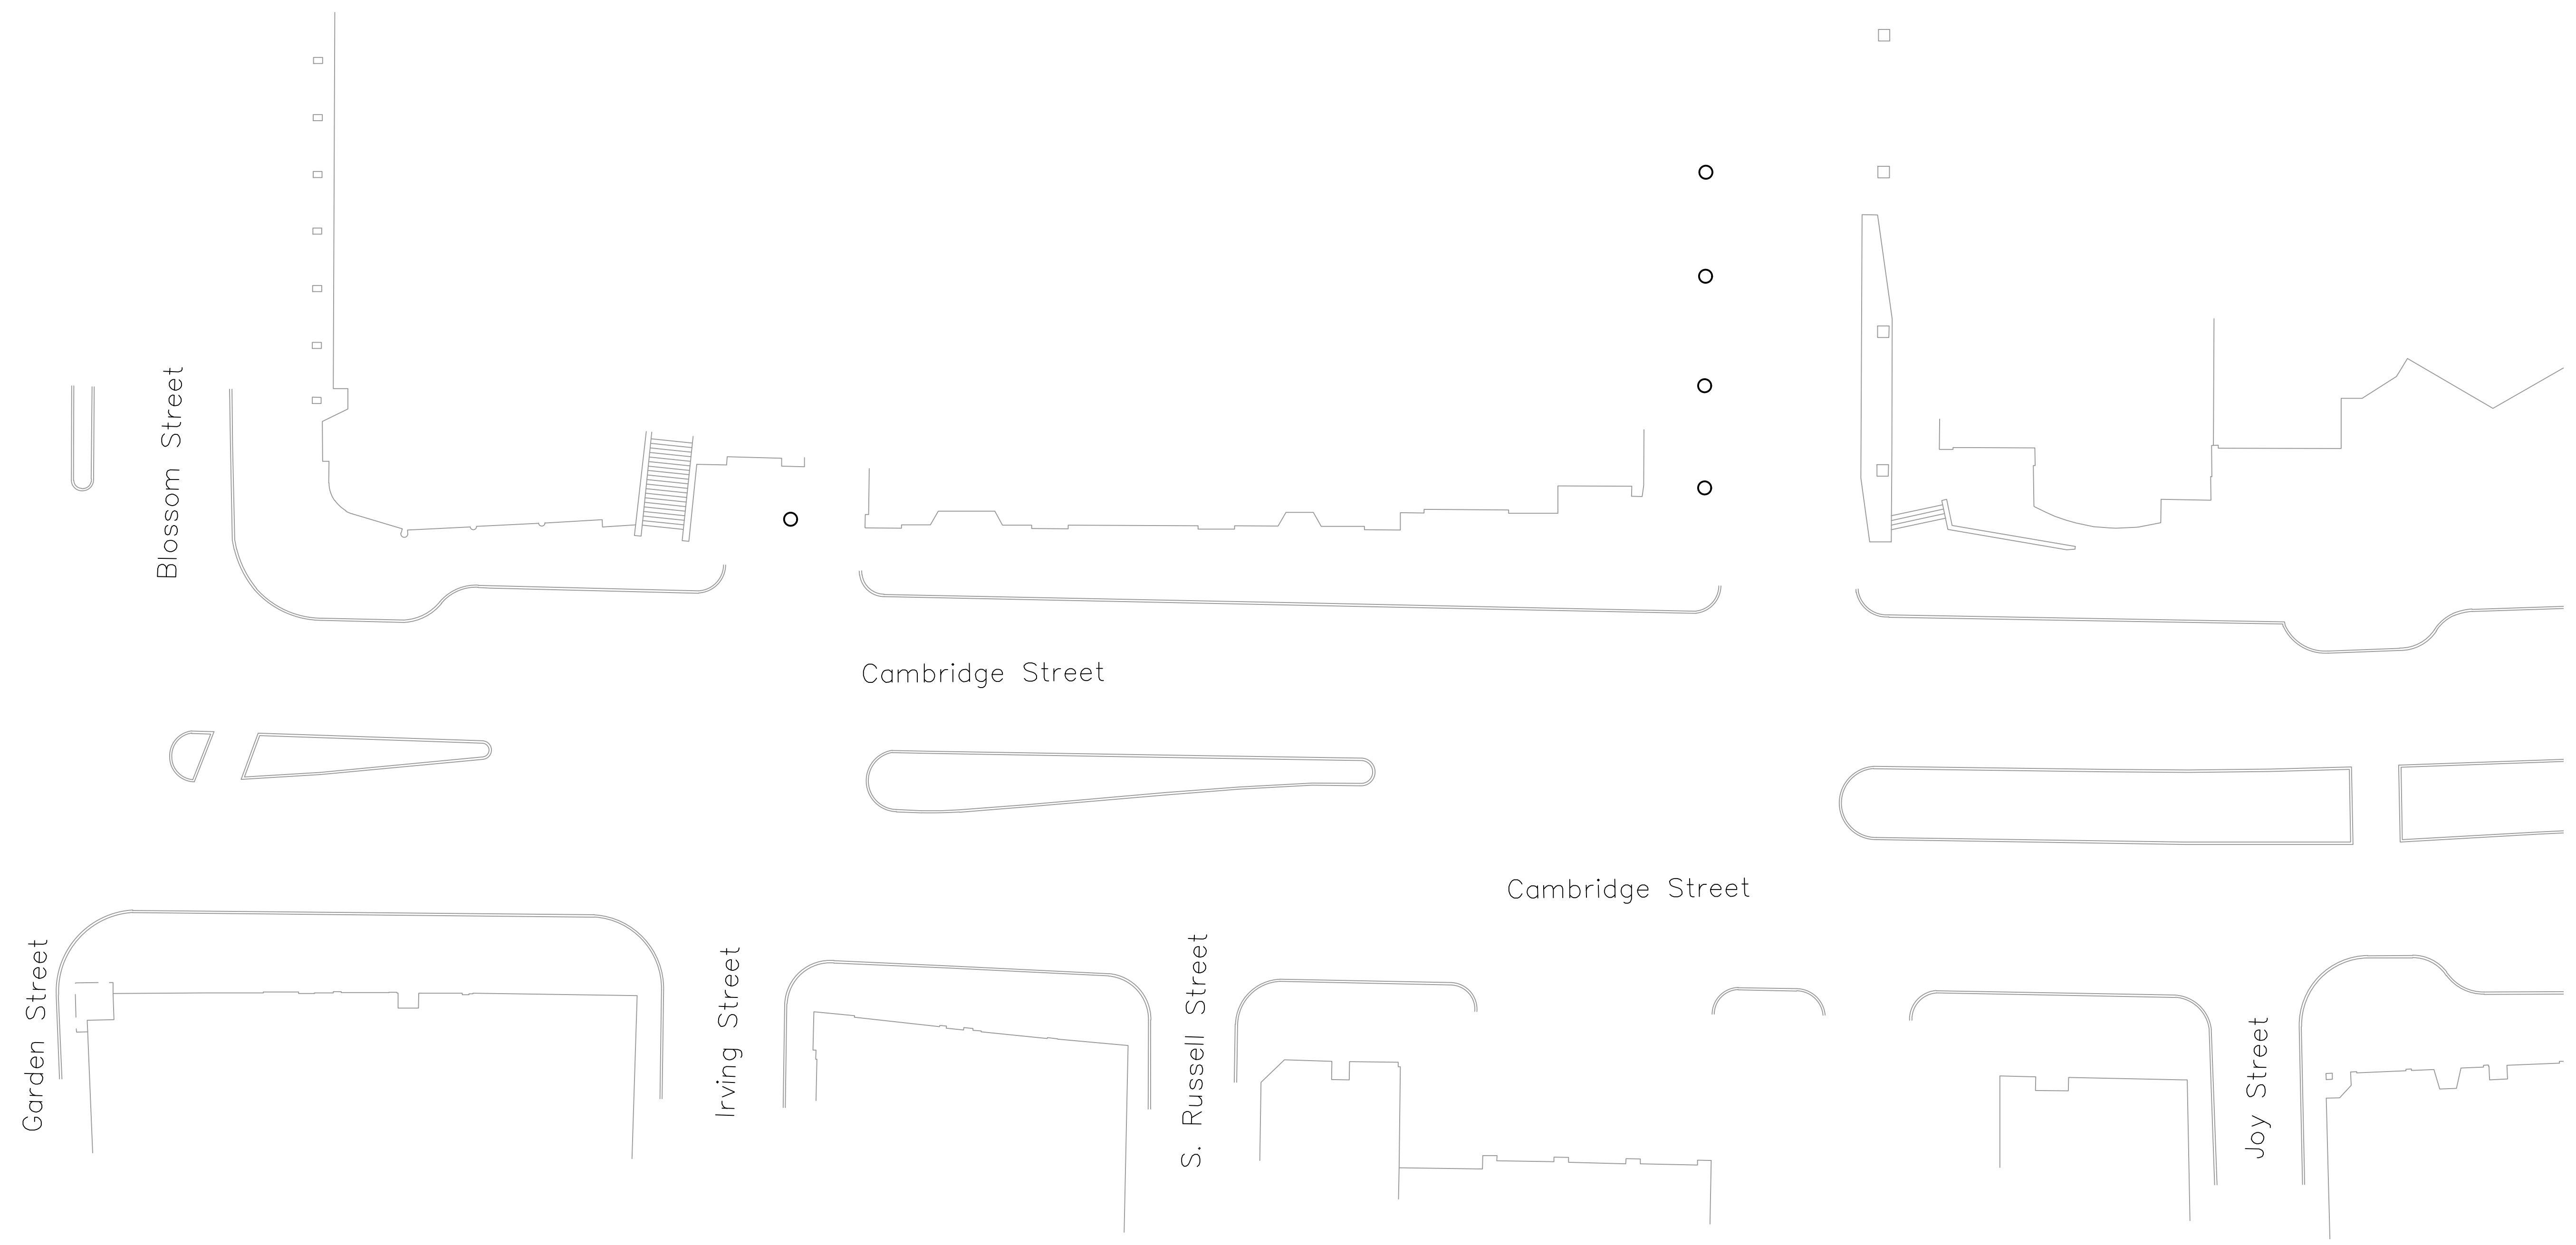 Blossom Street
Cambridge Street
Cambridge Street
Garden Street
Irving Street
S. Russell Street
Joy Street